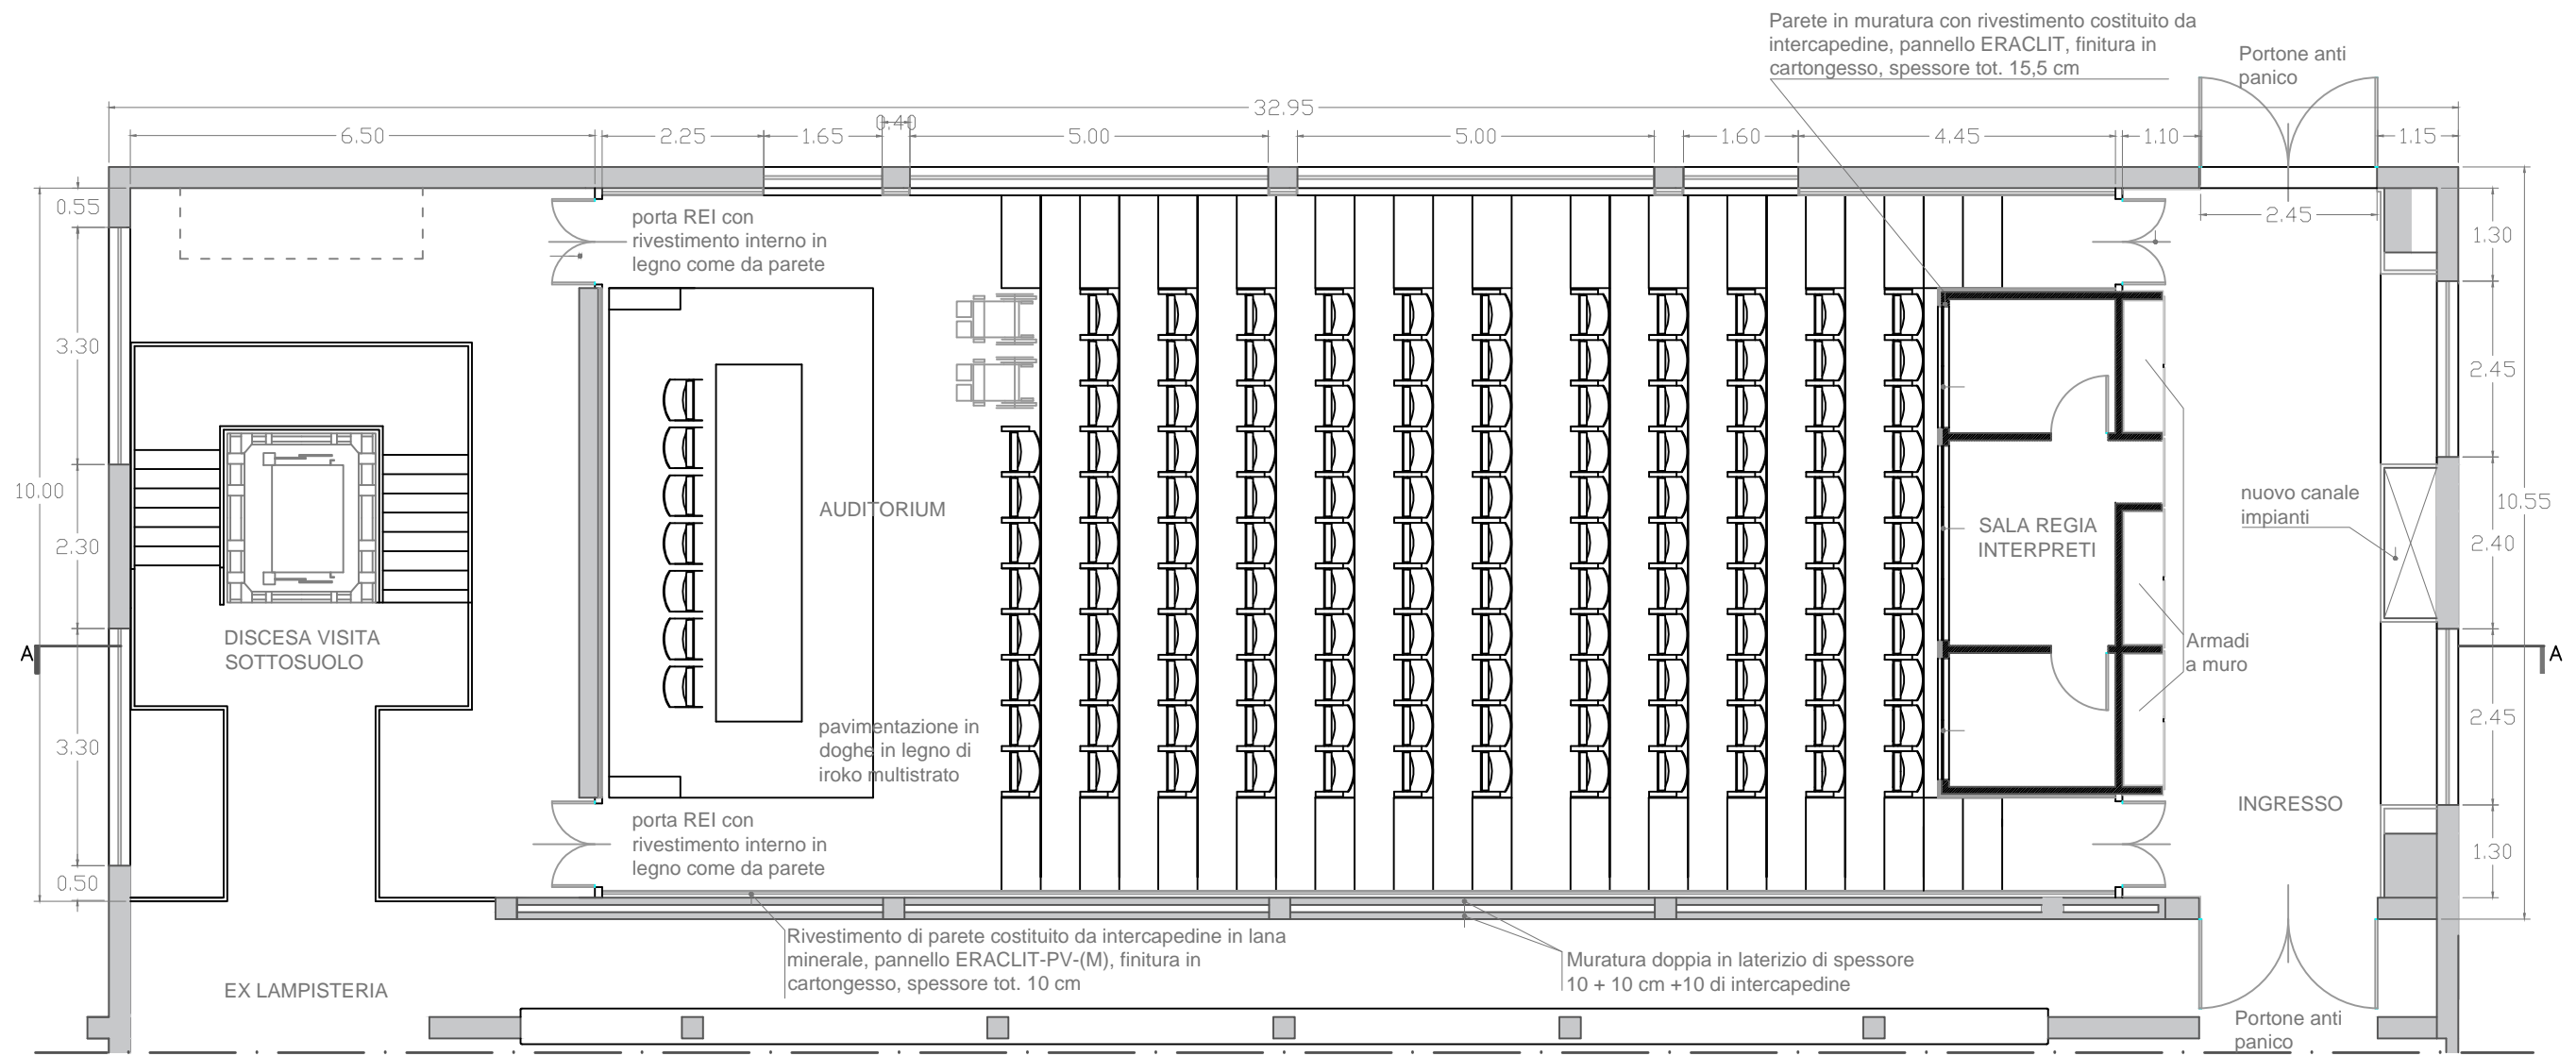 Parete in muratura con rivestimento costituito da
intercapedine, pannello ERACLIT, finitura in
cartongesso, spessore tot. 15,5 cm
Portone anti
panico
32.95
6.50
2.25
1.65
0.40
5.00
5.00
1.60
4.45
1.10
1.15
2.45
0.55
3.30
10.00
2.30
3.30
0.50
1.30
2.45
10.55
2.40
2.45
1.30
porta REI con
rivestimento interno in
legno come da parete
AUDITORIUM
SALA REGIA
INTERPRETI
nuovo canale
impianti
DISCESA VISITA
SOTTOSUOLO
A
A
Armadi
a muro
pavimentazione in
doghe in legno di
iroko multistrato
INGRESSO
porta REI con
rivestimento interno in
legno come da parete
Rivestimento di parete costituito da intercapedine in lana
minerale, pannello ERACLIT-PV-(M), finitura in
cartongesso, spessore tot. 10 cm
Muratura doppia in laterizio di spessore
10 + 10 cm +10 di intercapedine
EX LAMPISTERIA
Portone anti
panico